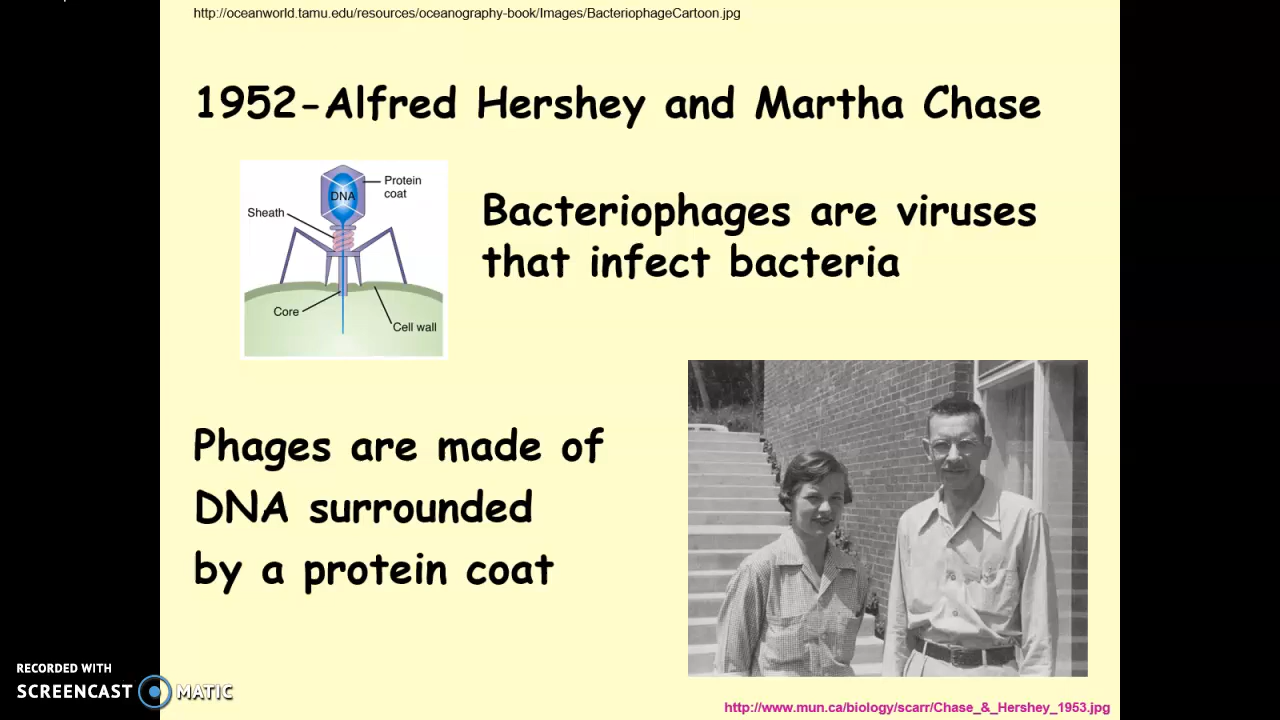 http://oceanworld.tamu.edu/resources/oceanography-book/Images/BacteriophageCartoon.jpg
1952-Alfred Hershey and Martha Chase
Protein
coat
DNA
Sheath
Core
Cell wall
Bacteriophages are viruses
that infect bacteria
Phages are made of
DNA surrounded
by a protein coat
RECORDED WITH
SCREENCAST MATIC
http://www.mun.ca/biology/scarr/Chase_&_Hershey_1953.jpg